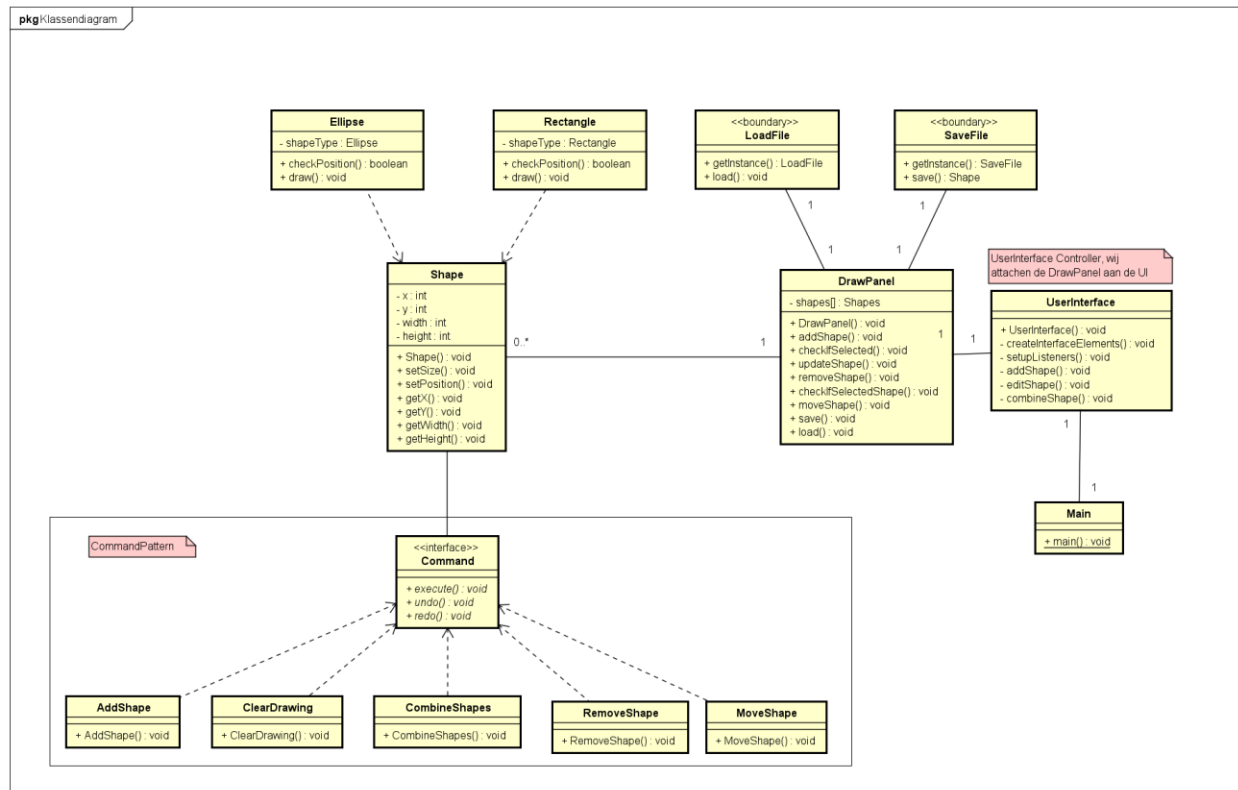 pkg Klassendiagram
Ellipse
- shapeType : Ellipse
+ checkPosition() : boolean
+ draw() : void
Rectangle
- shapeType : Rectangle
+ checkPosition() : boolean
+ draw() : void
<<boundary>>
LoadFile
+ getInstance() : LoadFile
+ load() : void
<<boundary>>
SaveFile
+ getInstance() : SaveFile
+ save() : Shape
1
1
1
1
Shape
- x : int
- y : int
- width : int
- height : int
+ Shape() : void
+ setSize() : void
+ setPosition() : void
+ getX() : void
+ getY() : void
+ getWidth() : void
+ getHeight() : void
0..*
1
DrawPanel
- shapes[] : Shapes
+ DrawPanel() : void
+ addShape() : void
+ checkIfSelected() : void
+ updateShape() : void
+ removeShape() : void
+ checkIfSelectedShape() : void
+ moveShape() : void
+ save() : void
+ load() : void
1
1
UserInterface Controller, wij
attachen de DrawPanel aan de UI
UserInterface
+ UserInterface() : void
- createInterfaceElements() : void
- setupListeners() : void
- addShape() : void
- editShape() : void
- combineShape() : void
1
1
Main
+ main() : void
CommandPattern
<<interface>>
Command
+ execute() : void
+ undo() : void
+ redo() : void
AddShape
+ AddShape() : void
ClearDrawing
+ ClearDrawing() : void
CombineShapes
+ CombineShapes() : void
RemoveShape
+ RemoveShape() : void
MoveShape
+ MoveShape() : void